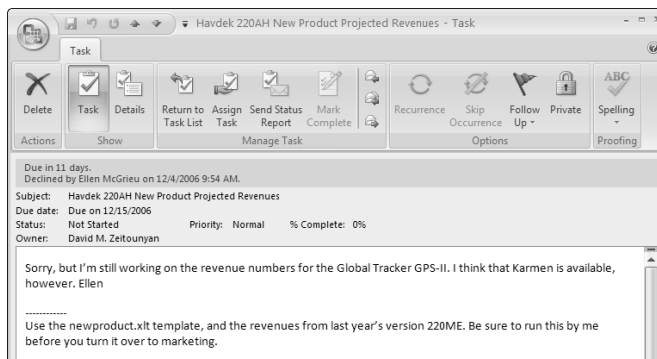 Havdek 220AH New Product Projected Revenues - Task
Task
Delete
Task
Details
Return to Task List
Assign Task
Send Status Report
Mark Complete
Recurrence
Skip Occurrence
Follow Up
Private
ABC
Spelling
Actions
Show
Manage Task
Options
Proofing
Due in 11 days.
Declined by Ellen McGrieu on 12/4/2006 9:54 AM.
Subject: Havdek 220AH New Product Projected Revenues
Due date: Due on 12/15/2006
Status: Not Started Priority: Normal % Complete: 0%
Owner: David M. Zeitounyan
Sorry, but I'm still working on the revenue numbers for the Global Tracker GPS-II. I think that Karmen is available,
however. Ellen
------------
Use the newproduct.xlt template, and the revenues from last year's version 220ME. Be sure to run this by me
before you turn it over to marketing.